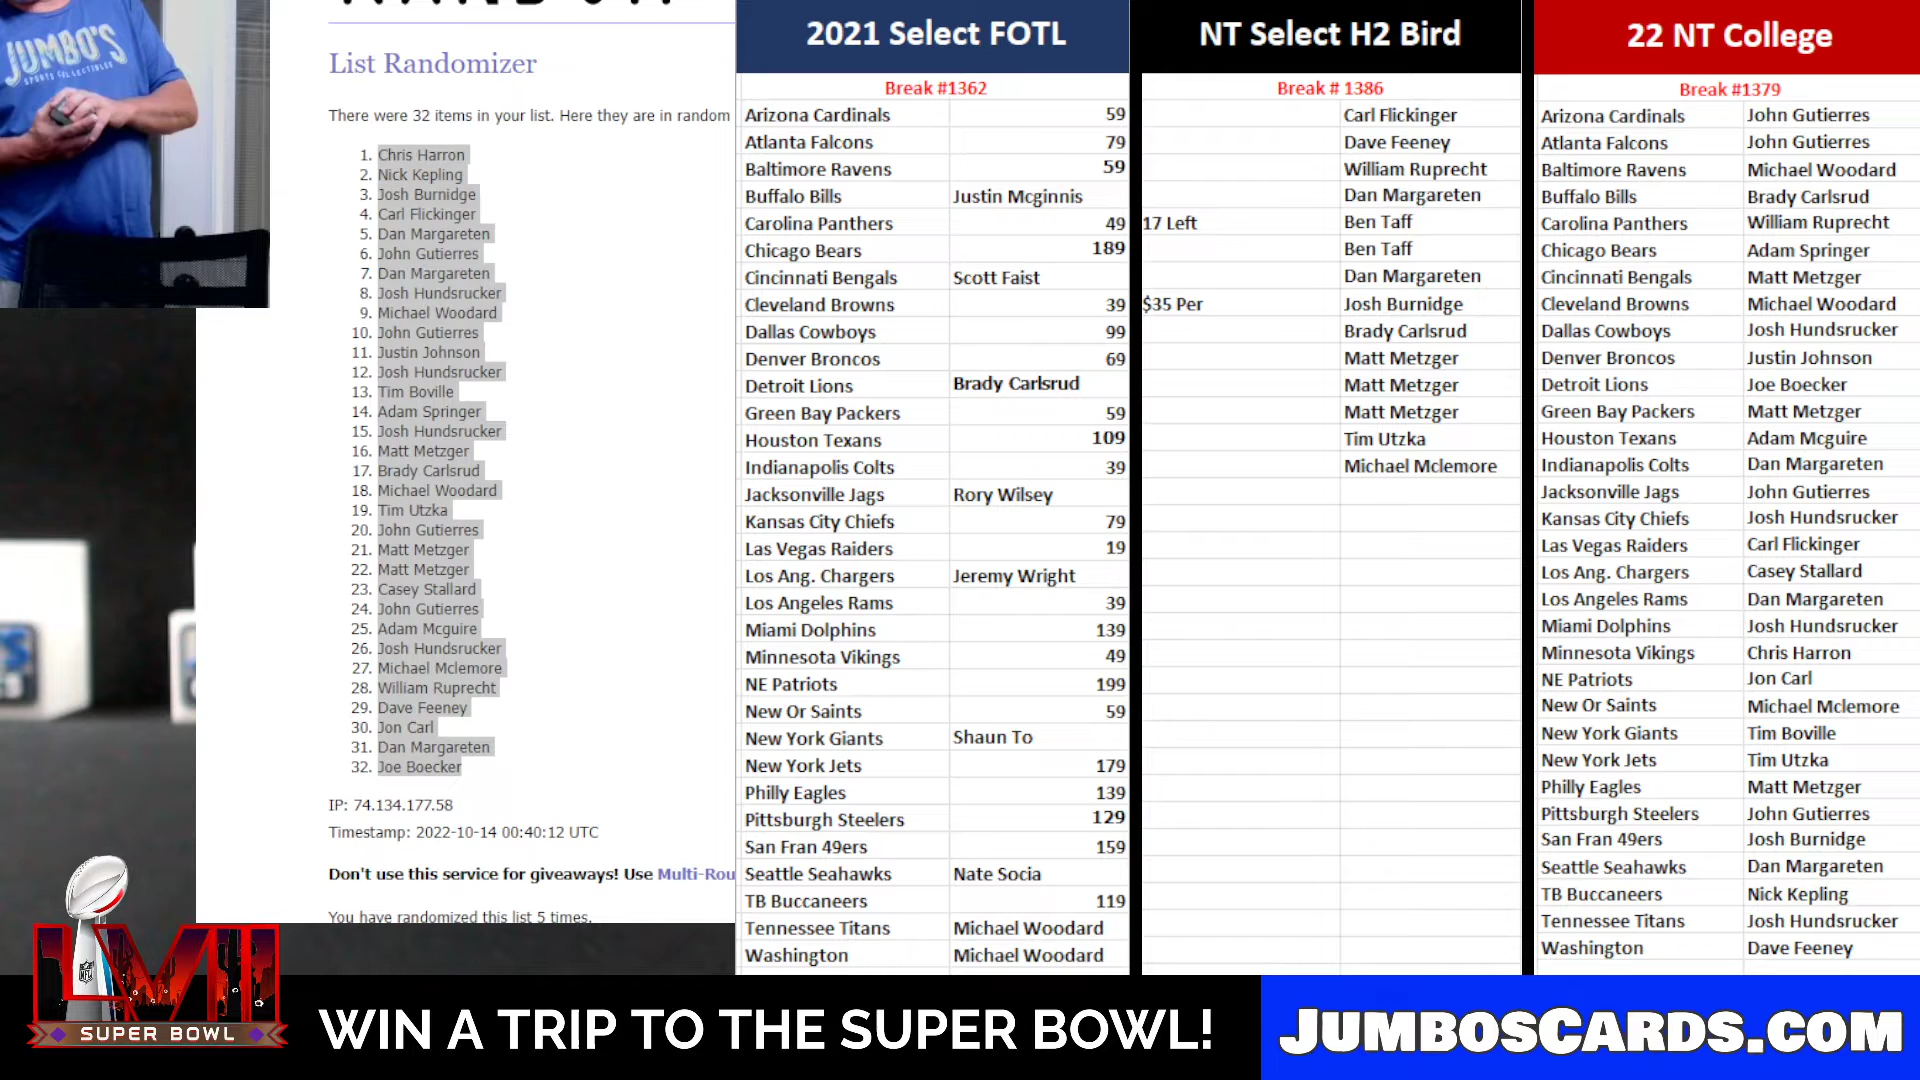 JUMBO'S
SPORTS COLLECTIBLES
List Randomizer
There were 32 items in your list. Here they are in random
1. Chris Harron
2. Nick Kepling
3. Josh Burnidge
4. Carl Flickinger
5. Dan Margareten
6. John Gutierres
7. Dan Margareten
8. Josh Hundsrucker
9. Michael Woodard
10. John Gutierres
11. Justin Johnson
12. Josh Hundsrucker
13. Tim Boville
14. Adam Springer
15. Josh Hundsrucker
16. Matt Metzger
17. Brady Carlsrud
18. Michael Woodard
19. Tim Utzka
20. John Gutierres
21. Matt Metzger
22. Matt Metzger
23. Casey Stallard
24. John Gutierres
25. Adam Mcguire
26. Josh Hundsrucker
27. Michael Mclemore
28. William Ruprecht
29. Dave Feeney
30. Jon Carl
31. Dan Margareten
32. Joe Boecker
IP: 74.134.177.58
Timestamp: 2022-10-14 00:40:12 UTC
Don't use this service for giveaways! Use Multi-Rou
You have randomized this list 5 times.
2021 Select FOTL
Break #1362
Arizona Cardinals 59
Atlanta Falcons 79
Baltimore Ravens 59
Buffalo Bills Justin Mcginnis
Carolina Panthers 49
Chicago Bears 189
Cincinnati Bengals Scott Faist
Cleveland Browns 39
Dallas Cowboys 99
Denver Broncos 69
Detroit Lions Brady Carlsrud
Green Bay Packers 59
Houston Texans 109
Indianapolis Colts 39
Jacksonville Jags Rory Wilsey
Kansas City Chiefs 79
Las Vegas Raiders 19
Los Ang. Chargers Jeremy Wright
Los Angeles Rams 39
Miami Dolphins 139
Minnesota Vikings 49
NE Patriots 199
New Or Saints 59
New York Giants Shaun To
New York Jets 179
Philly Eagles 139
Pittsburgh Steelers 129
San Fran 49ers 159
Seattle Seahawks Nate Socia
TB Buccaneers 119
Tennessee Titans Michael Woodard
Washington Michael Woodard
NT Select H2 Bird
Break # 1386
Carl Flickinger
Dave Feeney
William Ruprecht
Dan Margareten
17 Left Ben Taff
Ben Taff
Dan Margareten
$35 Per Josh Burnidge
Brady Carlsrud
Matt Metzger
Matt Metzger
Matt Metzger
Tim Utzka
Michael Mclemore
22 NT College
Break #1379
Arizona Cardinals John Gutierres
Atlanta Falcons John Gutierres
Baltimore Ravens Michael Woodard
Buffalo Bills Brady Carlsrud
Carolina Panthers William Ruprecht
Chicago Bears Adam Springer
Cincinnati Bengals Matt Metzger
Cleveland Browns Michael Woodard
Dallas Cowboys Josh Hundsrucker
Denver Broncos Justin Johnson
Detroit Lions Joe Boecker
Green Bay Packers Matt Metzger
Houston Texans Adam Mcguire
Indianapolis Colts Dan Margareten
Jacksonville Jags John Gutierres
Kansas City Chiefs Josh Hundsrucker
Las Vegas Raiders Carl Flickinger
Los Ang. Chargers Casey Stallard
Los Angeles Rams Dan Margareten
Miami Dolphins Josh Hundsrucker
Minnesota Vikings Chris Harron
NE Patriots Jon Carl
New Or Saints Michael Mclemore
New York Giants Tim Boville
New York Jets Tim Utzka
Philly Eagles Matt Metzger
Pittsburgh Steelers John Gutierres
San Fran 49ers Josh Burnidge
Seattle Seahawks Dan Margareten
TB Buccaneers Nick Kepling
Tennessee Titans Josh Hundsrucker
Washington Dave Feeney
LVII
NFL
SUPER BOWL
WIN A TRIP TO THE SUPER BOWL!
JUMBOSCARDS.COM